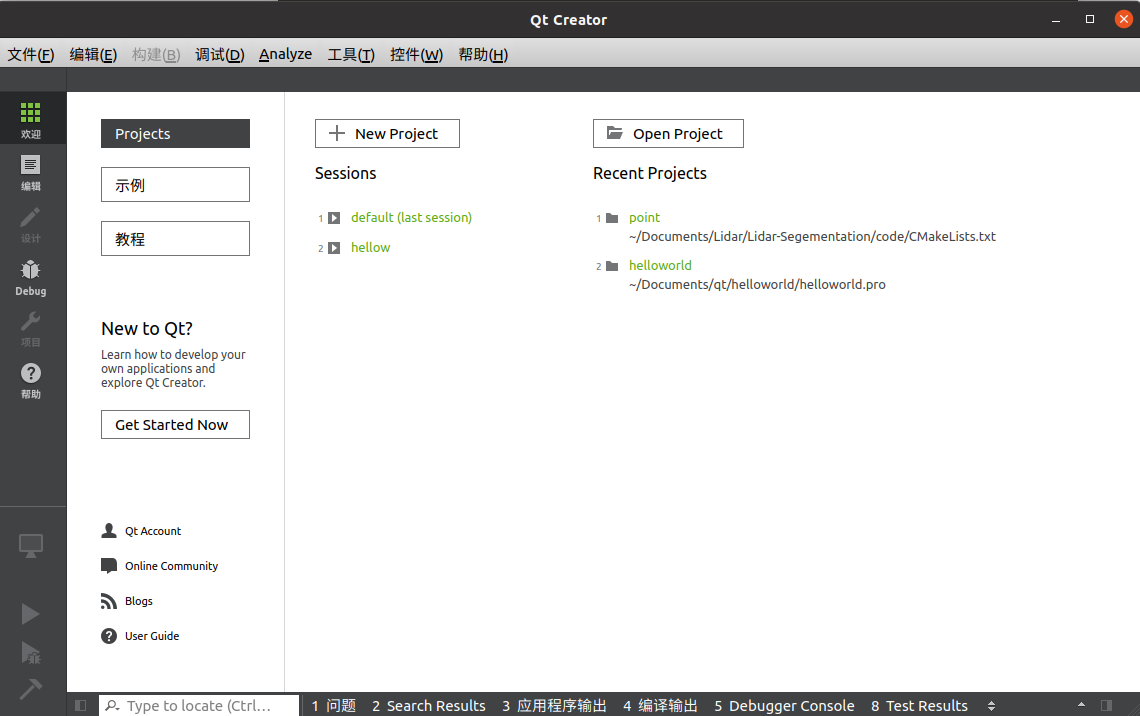 Qt Creator
文件(F) 编辑(E) 构建(B) 调试(D) Analyze 工具(T) 控件(W) 帮助(H)
欢迎
编辑
设计
Debug
项目
帮助
Projects
示例
教程
New to Qt?
Learn how to develop your
own applications and
explore Qt Creator.
Get Started Now
Qt Account
Online Community
Blogs
User Guide
New Project
Sessions
1 default (last session)
2 hellow
Open Project
Recent Projects
1 point
~/Documents/Lidar/Lidar-Segementation/code/CMakeLists.txt
2 helloworld
~/Documents/qt/helloworld/helloworld.pro
Type to locate (Ctrl... 1 问题 2 Search Results 3 应用程序输出 4 编译输出 5 Debugger Console 8 Test Results